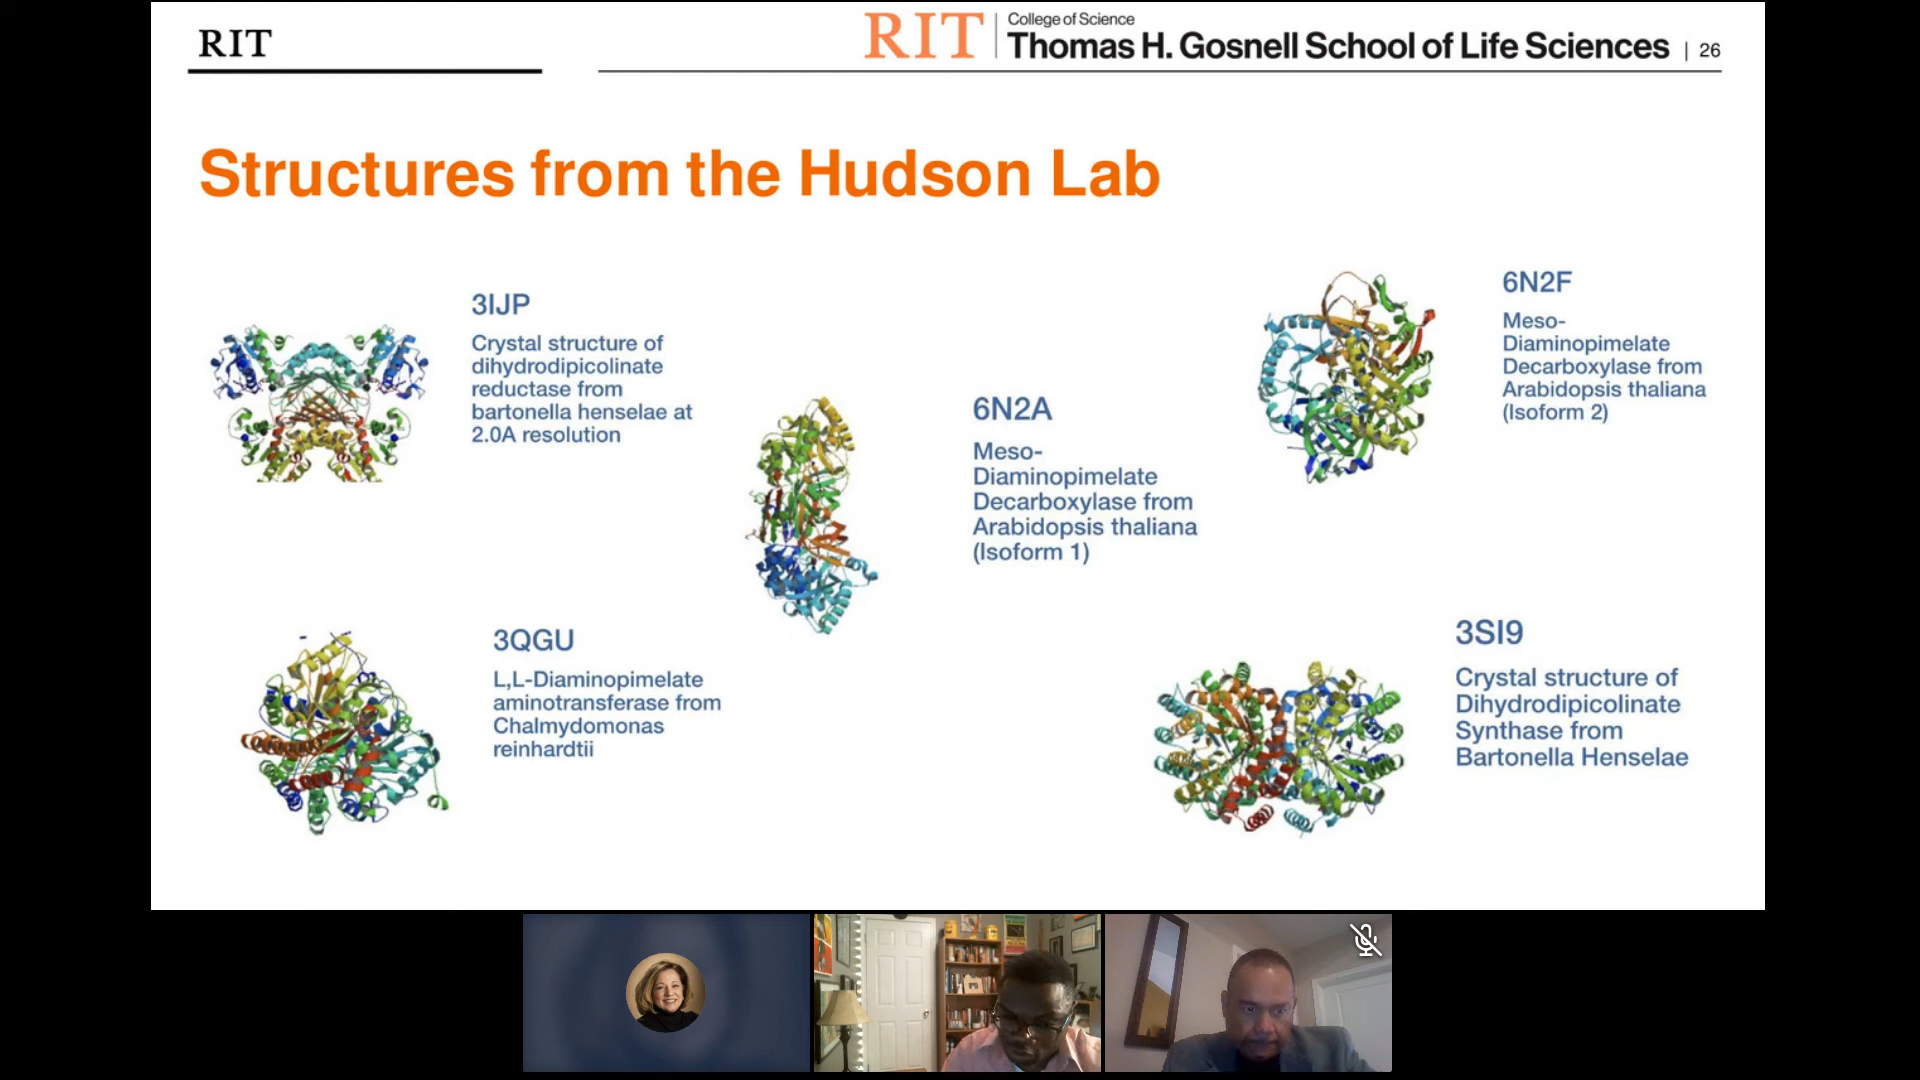 RIT
RIT
College of Science
Thomas H. Gosnell School of Life Sciences | 26
Structures from the Hudson Lab
3IJP
Crystal structure of
dihydrodipicolinate
reductase from
bartonella henselae at
2.0A resolution
6N2A
Meso-
Diaminopimelate
Decarboxylase from
Arabidopsis thaliana
(Isoform 1)
6N2F
Meso-
Diaminopimelate
Decarboxylase from
Arabidopsis thaliana
(Isoform 2)
3QGU
L,L-Diaminopimelate
aminotransferase from
Chalmydomonas
reinhardtii
3SI9
Crystal structure of
Dihydrodipicolinate
Synthase from
Bartonella Henselae